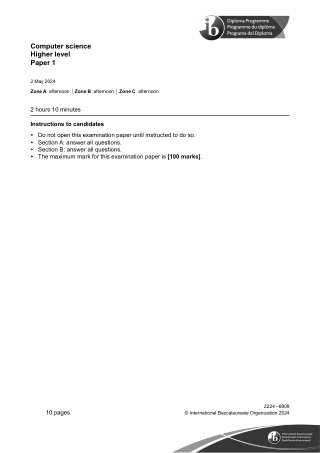 Diploma Programme
Programme du diplôme
Programa del Diploma
Computer science
Higher level
Paper 1
2 May 2024
Zone A afternoon | Zone B afternoon | Zone C afternoon
2 hours 10 minutes
Instructions to candidates
• Do not open this examination paper until instructed to do so.
• Section A: answer all questions.
• Section B: answer all questions.
• The maximum mark for this examination paper is [100 marks].
10 pages
© International Baccalaureate Organization 2024